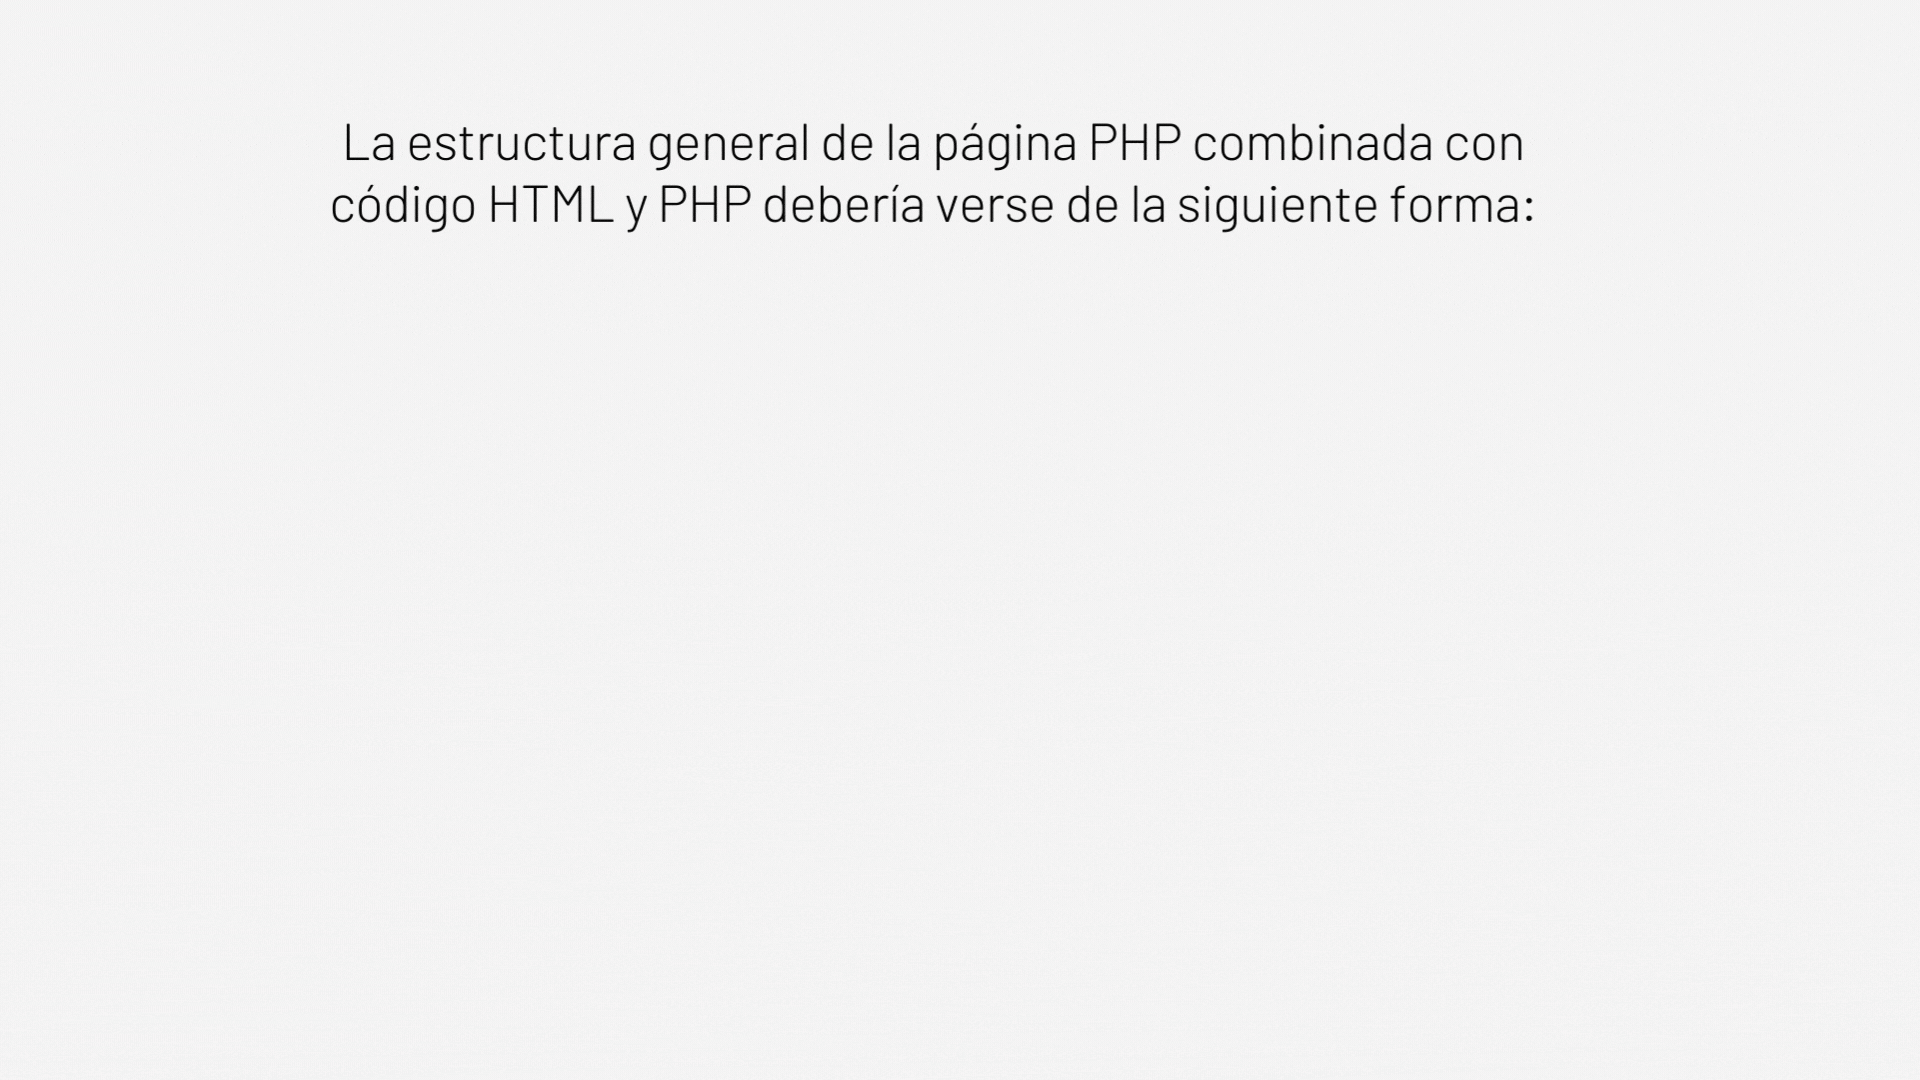 La estructura general de la página PHP combinada con
código HTML y PHP debería verse de la siguiente forma: